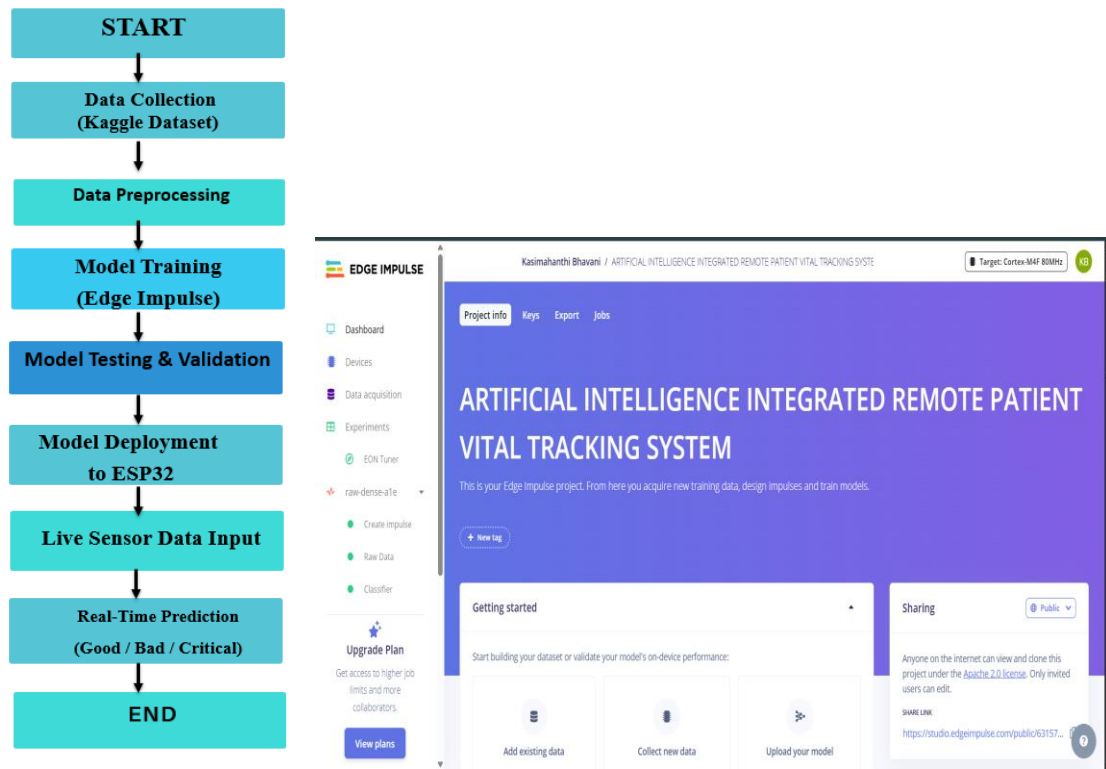 START
Data Collection
(Kaggle Dataset)
Data Preprocessing
Model Training
(Edge Impulse)
Model Testing & Validation
Model Deployment
to ESP32
Live Sensor Data Input
Real-Time Prediction
(Good / Bad / Critical)
END
EDGE IMPULSE
Dashboard
Devices
Data acquisition
Experiments
EON Tuner
raw-dense-a1e
Create impulse
Raw Data
Classifier
Upgrade Plan
Get access to higher job
limits and more
collaborators.
View plans
Kasimahanthi Bhavani / ARTIFICIAL INTELLIGENCE INTEGRATED REMOTE PATIENT VITAL TRACKING SYSTE
Target: Cortex-M4F 80MHz
KB
Project info Keys Export Jobs
ARTIFICIAL INTELLIGENCE INTEGRATED REMOTE PATIENT
VITAL TRACKING SYSTEM
This is your Edge Impulse project. From here you acquire new training data, design impulses and train models.
+ New tag
Getting started
Start building your dataset or validate your model's on-device performance:
Add existing data
Collect new data
Upload your model
Sharing
Public
Anyone on the internet can view and clone this
project under the Apache 2.0 license. Only invited
users can edit.
SHARE LINK
https://studio.edgeimpulse.com/public/63157...
?